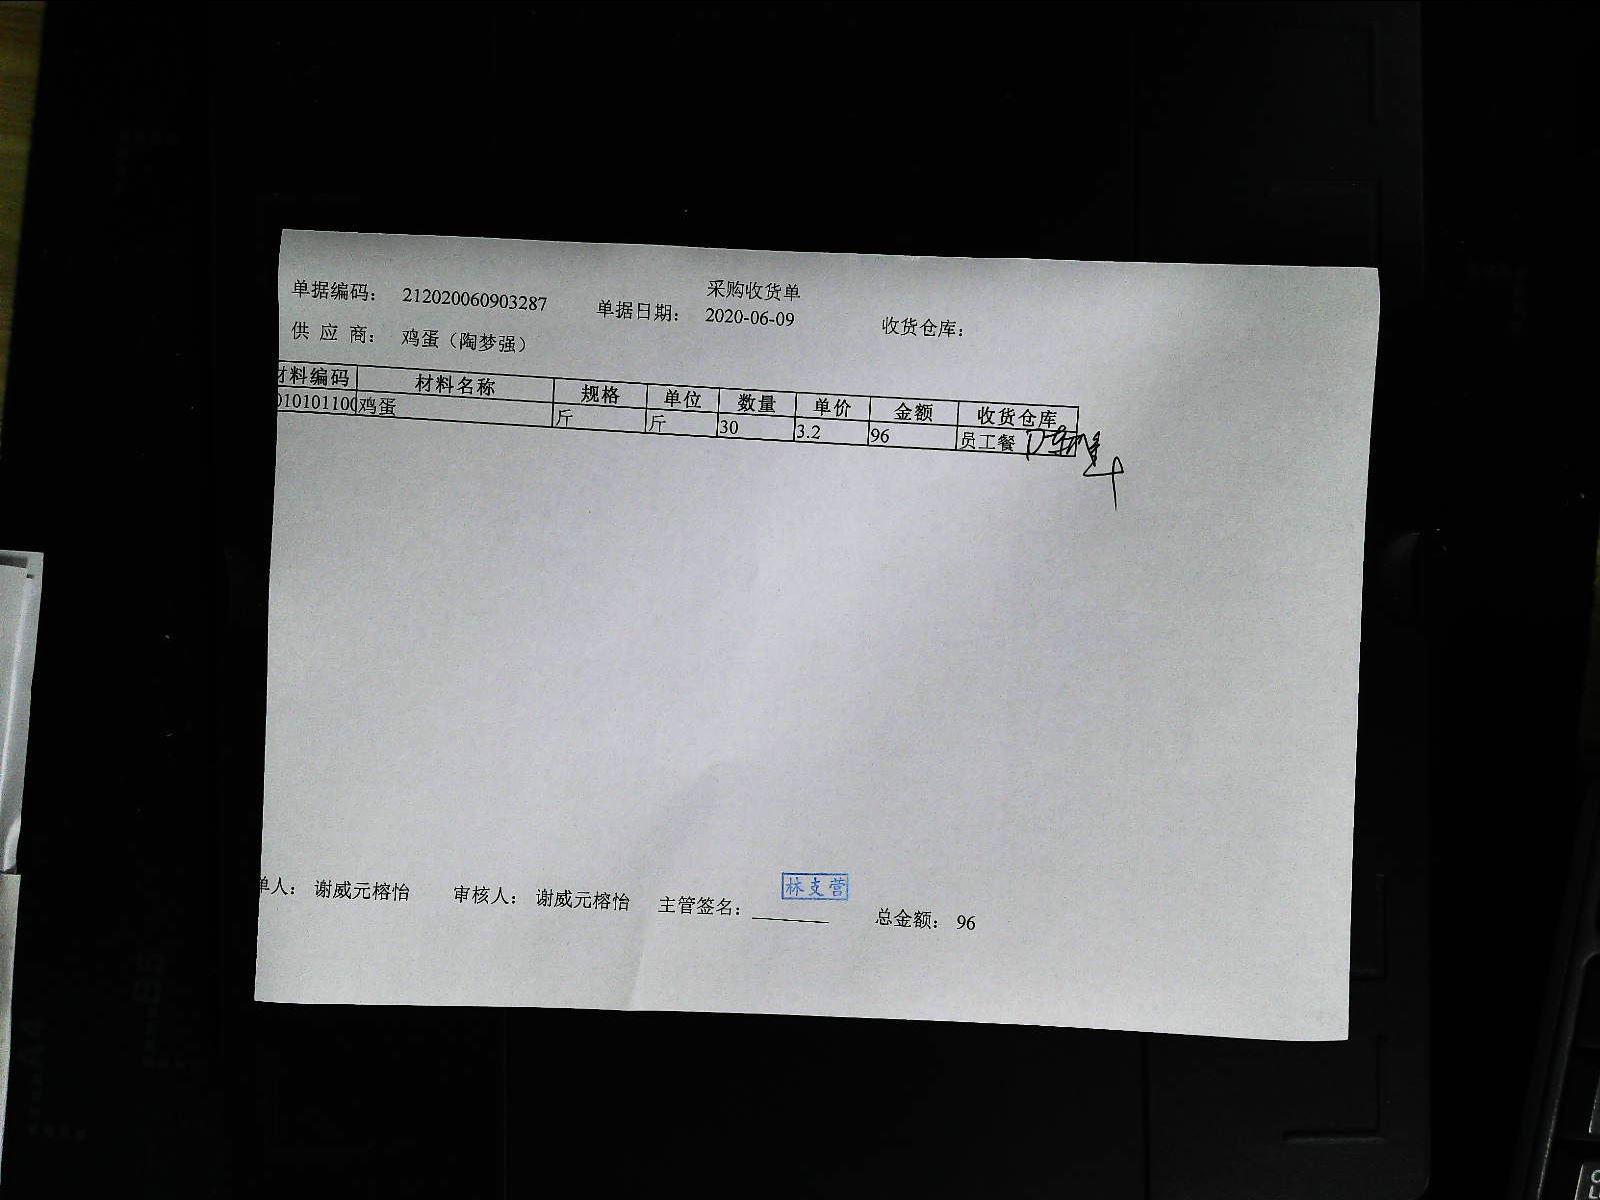 采购收货单
单据编码： 212020060903287 单据日期： 2020-06-09 收货仓库：
供 应 商： 鸡蛋（陶梦强）
材料编码 材料名称 规格 单位 数量 单价 金额 收货仓库
010101100 鸡蛋 斤 斤 30 3.2 96 员工餐
单人： 谢威元榕怡 审核人： 谢威元榕怡 主管签名： 林支营 总金额： 96